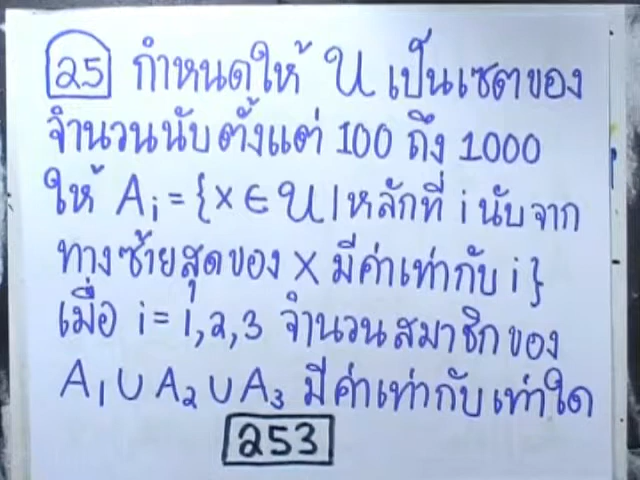 25 กำหนดให้ U เป็นเซตของ
จำนวนนับตั้งแต่ 100 ถึง 1000
ให้ Aᵢ = {x ∈ U | หลักที่ i นับจาก
ทางซ้ายสุดของ x มีค่าเท่ากับ i}
เมื่อ i = 1, 2, 3 จำนวนสมาชิกของ
A₁ ∪ A₂ ∪ A₃ มีค่าเท่ากับเท่าใด
253